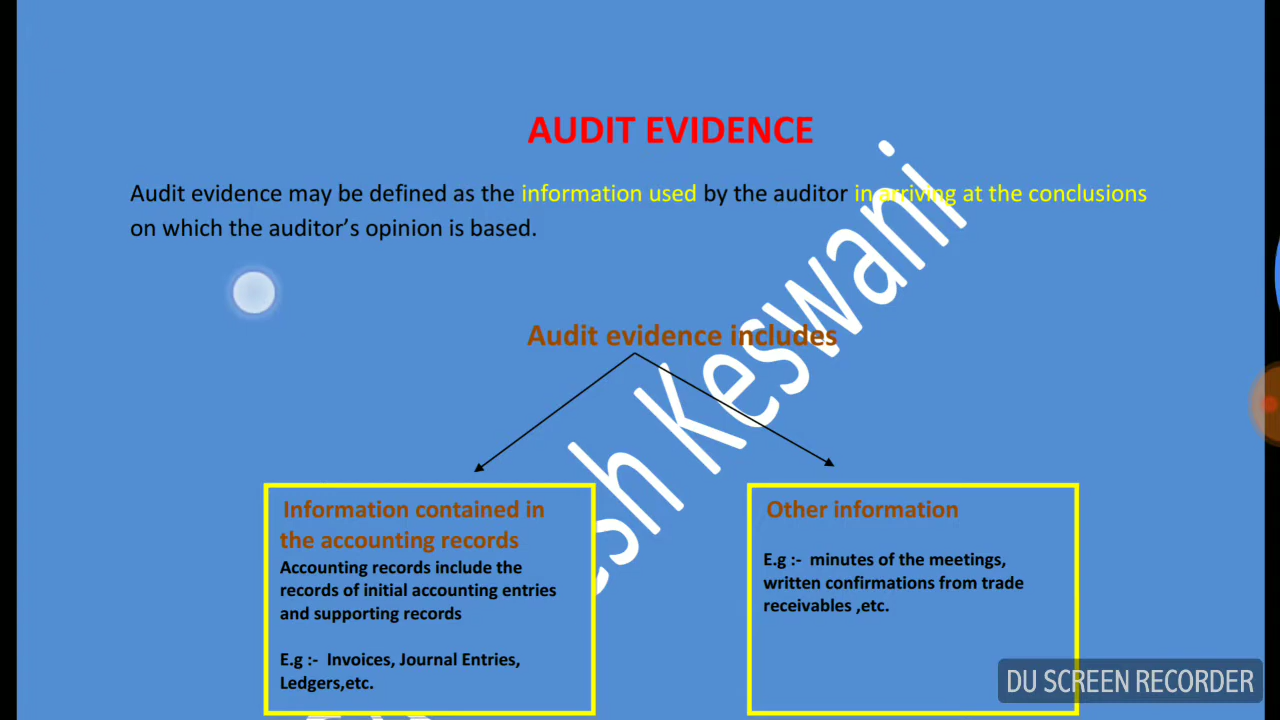 AUDIT EVIDENCE
Audit evidence may be defined as the information used by the auditor in arriving at the conclusions
on which the auditor’s opinion is based.
Audit evidence includes
Information contained in
the accounting records
Accounting records include the
records of initial accounting entries
and supporting records
E.g :- Invoices, Journal Entries,
Ledgers,etc.
Other information
E.g :- minutes of the meetings,
written confirmations from trade
receivables ,etc.
Keswani
DU SCREEN RECORDER